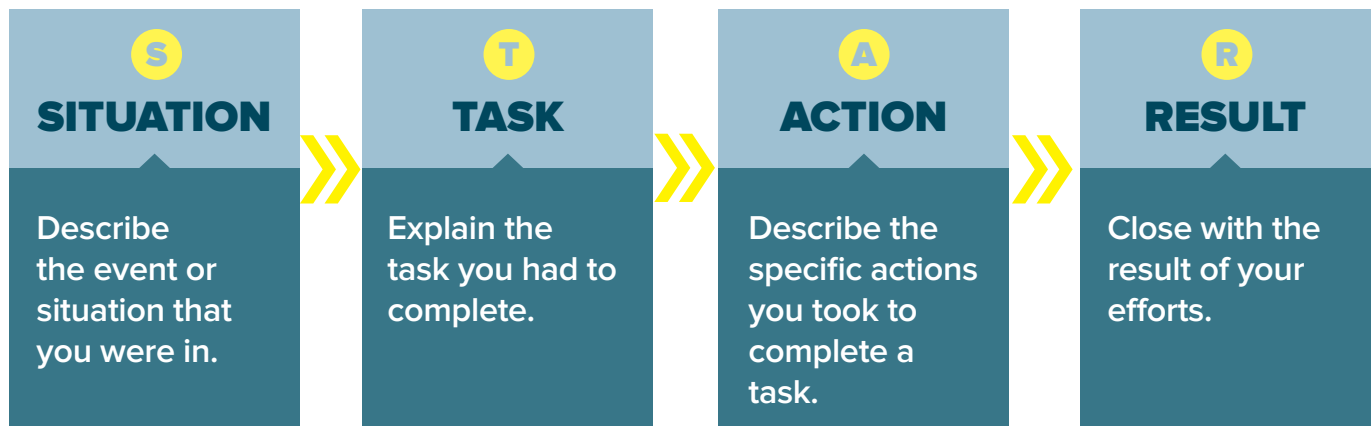 S
SITUATION
Describe
the event or
situation that
you were in.
T
TASK
Explain the
task you had to
complete.
A
ACTION
Describe the
specific actions
you took to
complete a
task.
R
RESULT
Close with the
result of your
efforts.